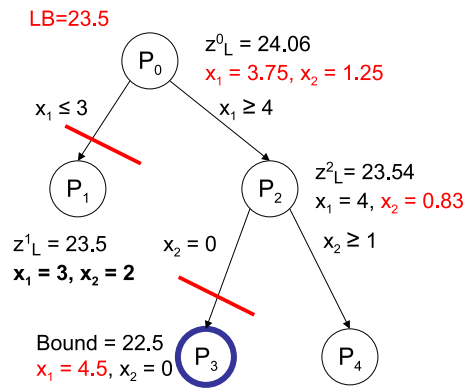 LB=23.5
z⁰L = 24.06
P₀
x₁ = 3.75, x₂ = 1.25
x₁ ≤ 3
x₁ ≥ 4
z²L = 23.54
P₁
P₂
x₁ = 4, x₂ = 0.83
z¹L = 23.5
x₂ = 0
x₂ ≥ 1
x₁ = 3, x₂ = 2
Bound = 22.5
x₁ = 4.5, x₂ = 0
P₃
P₄